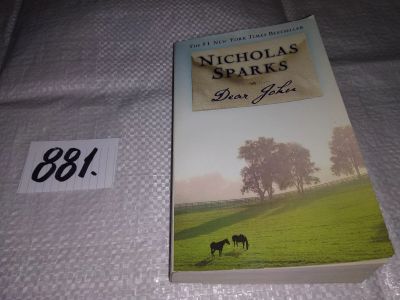 THE #1 NEW YORK TIMES BESTSELLER
NICHOLAS
SPARKS
Dear John
881.